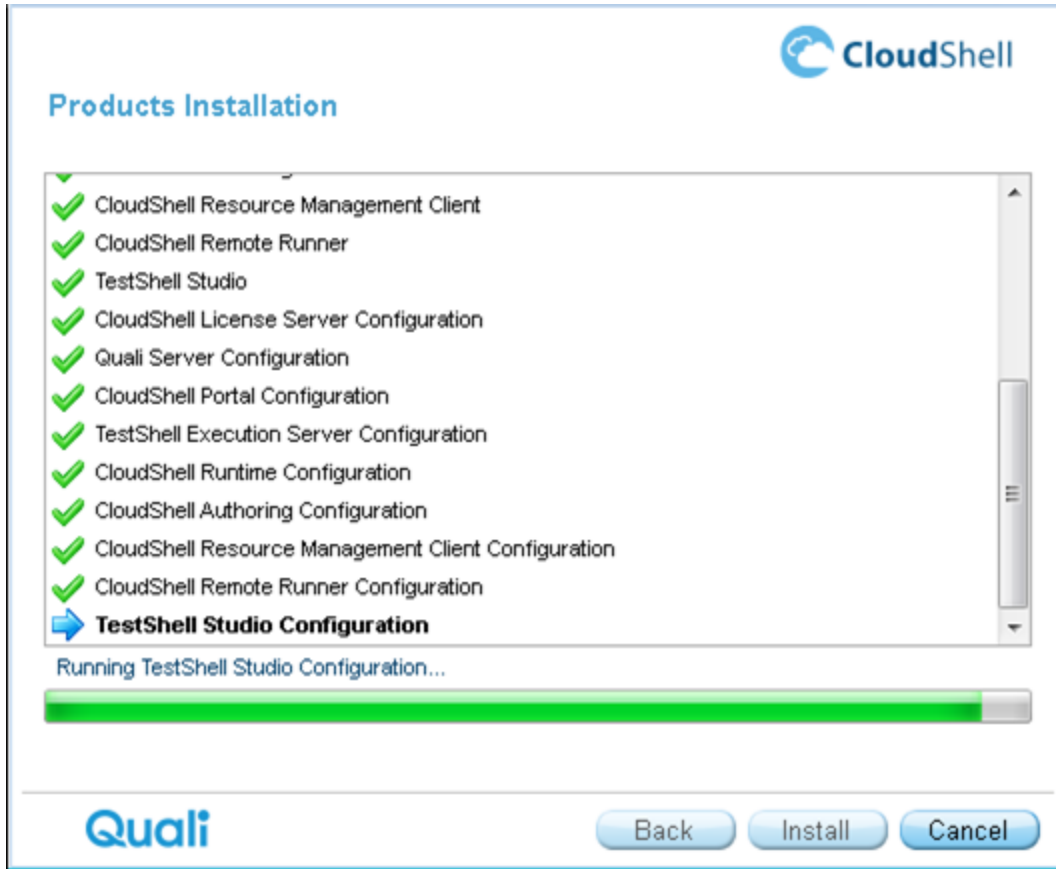 CloudShell
Products Installation
CloudShell Resource Management Client
CloudShell Remote Runner
TestShell Studio
CloudShell License Server Configuration
Quali Server Configuration
CloudShell Portal Configuration
TestShell Execution Server Configuration
CloudShell Runtime Configuration
CloudShell Authoring Configuration
CloudShell Resource Management Client Configuration
CloudShell Remote Runner Configuration
TestShell Studio Configuration
Running TestShell Studio Configuration...
Quali
Back
Install
Cancel